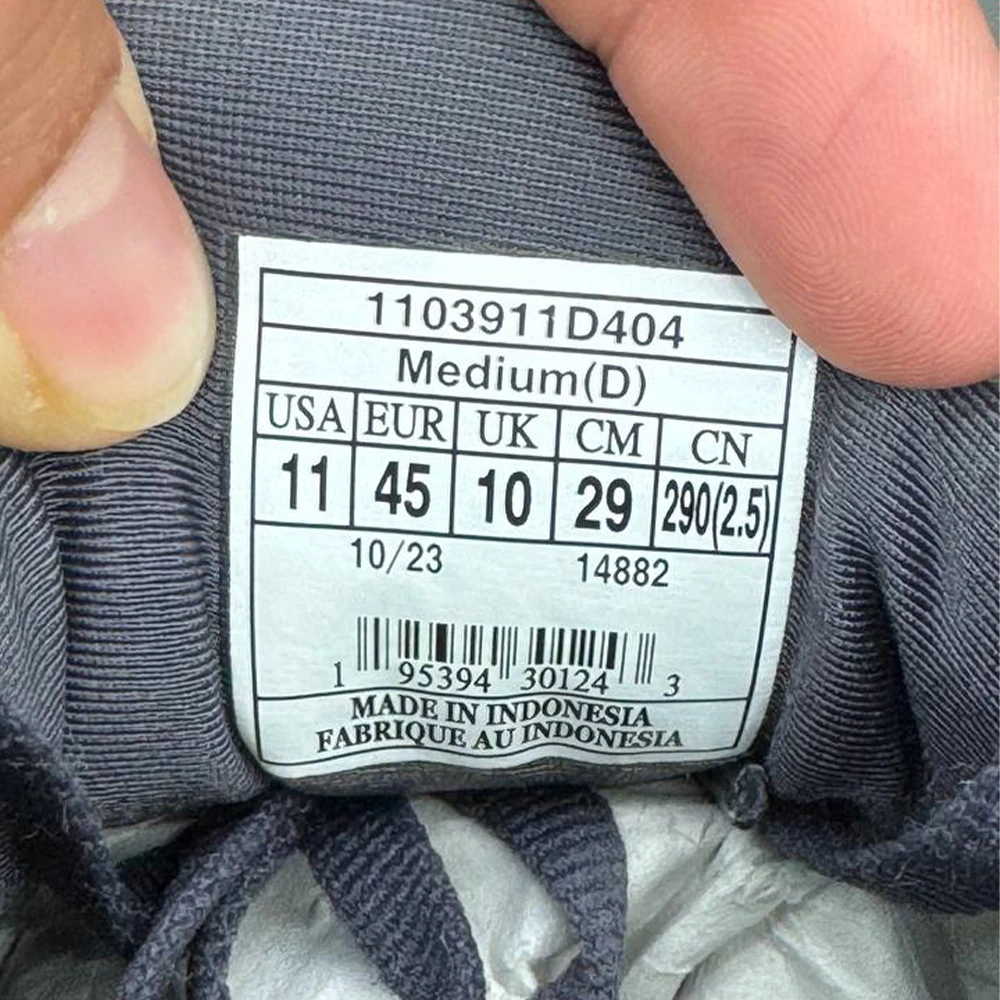 1103911D404
Medium(D)
USA EUR UK CM CN
11 45 10 29 290(2.5)
10/23 14882
1 95394 30124 3
MADE IN INDONESIA
FABRIQUE AU INDONESIA